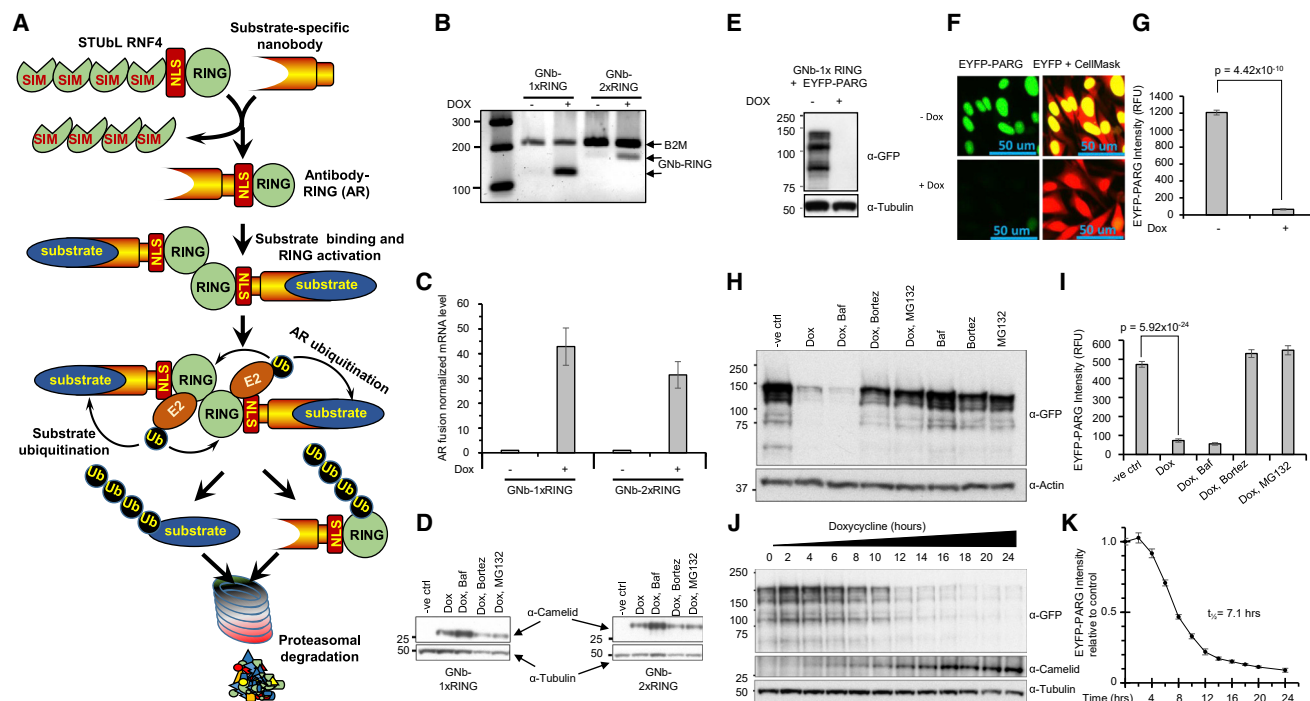 A
STUbL RNF4
Substrate-specific
nanobody
SIM SIM SIM SIM NLS RING
SIM SIM SIM SIM
NLS RING
Antibody-
RING (AR)
Substrate binding and
RING activation
substrate NLS RING
RING NLS substrate
AR ubiquitination
substrate NLS RING E2 Ub
E2 RING NLS substrate
Ub
Substrate
ubiquitination
Ub Ub Ub Ub substrate
Ub Ub Ub Ub
NLS RING
Proteasomal
degradation
B
GNb-
1xRING
GNb-
2xRING
DOX - + - +
300
200
100
B2M
GNb-RING
C
AR fusion normalized mRNA level
60
50
40
30
20
10
0
Dox - + - +
GNb-1xRING GNb-2xRING
D
-ve ctrl
Dox
Dox, Baf
Dox, Bortez
Dox, MG132
-ve ctrl
Dox
Dox, Baf
Dox, Bortez
Dox, MG132
α-Camelid
25
50
25
50
α-Tubulin
GNb-
1xRING
GNb-
2xRING
E
GNb-1x RING
+ EYFP-PARG
DOX - +
250
150
100
75
50
α-GFP
α-Tubulin
F
EYFP-PARG EYFP + CellMask
- Dox
50 um 50 um
+ Dox
50 um 50 um
G
p = 4.42x10-10
EYFP-PARG Intensity (RFU)
1400
1200
1000
800
600
400
200
0
Dox - +
H
-ve ctrl
Dox
Dox, Baf
Dox, Bortez
Dox, MG132
Baf
Bortez
MG132
250
150
100
75
37
α-GFP
α-Actin
I
p = 5.92x10-24
EYFP-PARG Intensity (RFU)
600
500
400
300
200
100
0
-ve ctrl
Dox
Dox, Baf
Dox, Bortez
Dox, MG132
J
Doxycycline (hours)
0 2 4 6 8 10 12 14 16 18 20 24
250
150
100
75
25
50
α-GFP
α-Camelid
α-Tubulin
K
EYFP-PARG Intensity
relative to control
1.0
0.5
0
t½= 7.1 hrs
Time (hrs) 4 8 12 16 20 24